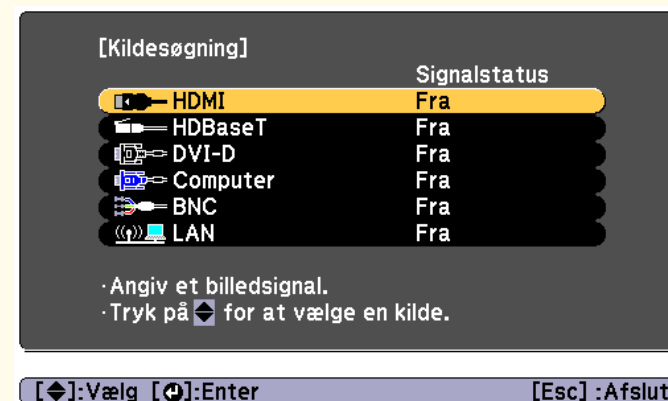 [Kildesøgning]
Signalstatus
HDMI Fra
HDBaseT Fra
DVI-D Fra
Computer Fra
BNC Fra
LAN Fra
·Angiv et billedsignal.
·Tryk på for at vælge en kilde.
[ ]:Vælg [ ]:Enter [Esc] :Afslut